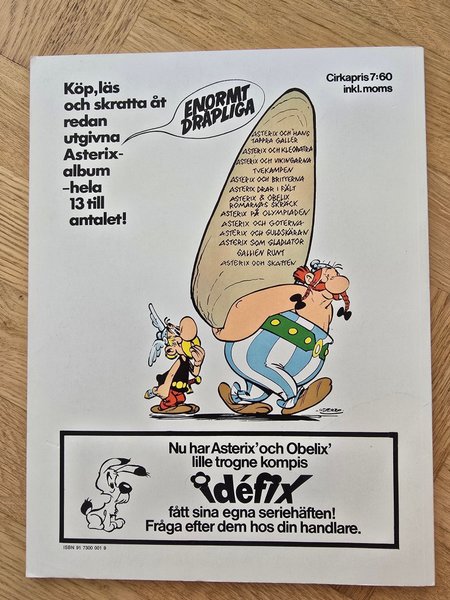 Köp, läs
och skratta åt
redan
utgivna
Asterix-
album
-hela
13 till
antalet!
ENORMT
DRÄPLIGA
Cirkapris 7:60
inkl. moms
ASTERIX OCH HANS
TAPPRA GALLER
ASTERIX OCH KLEOPATRA
ASTERIX OCH VIKINGARNA
TVEKAMPEN
ASTERIX OCH BRITTERNA
ASTERIX DRAR I FÄLT
ASTERIX & OBELIX
ROMARNAS SKRÄCK
ASTERIX PÅ OLYMPIADEN
ASTERIX OCH GOTERNA
ASTERIX OCH GULDSKÄRAN
ASTERIX SOM GLADIATOR
GALLIEN RUNT
ASTERIX OCH SKATTEN
UDERZO
Nu har Asterix' och Obelix'
lille trogne kompis
idéfix
fått sina egna seriehäften!
Fråga efter dem hos din handlare.
ISBN 91 7300 001 9